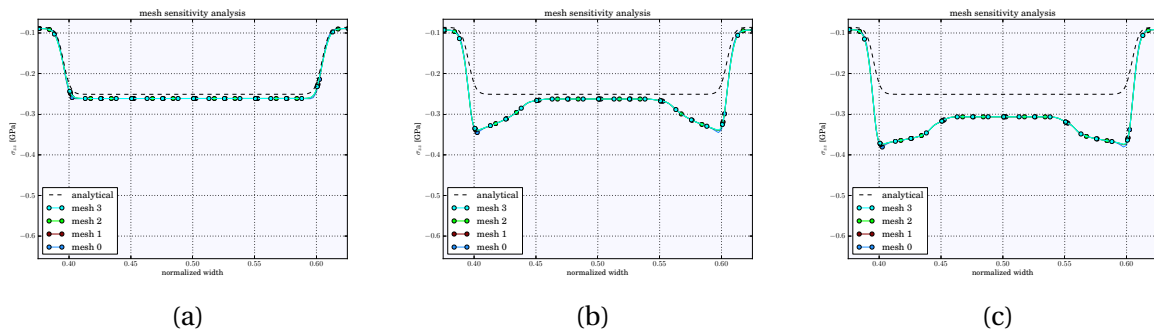 mesh sensitivity analysis
−0.1
−0.2
−0.3
−0.4
−0.5
−0.6
[GPa]
analytical
mesh 3
mesh 2
mesh 1
mesh 0
0.40
0.45
0.50
0.55
0.60
normalized width
(a)
mesh sensitivity analysis
−0.1
−0.2
−0.3
−0.4
−0.5
−0.6
[GPa]
analytical
mesh 3
mesh 2
mesh 1
mesh 0
0.40
0.45
0.50
0.55
0.60
normalized width
(b)
mesh sensitivity analysis
−0.1
−0.2
−0.3
−0.4
−0.5
−0.6
[GPa]
analytical
mesh 3
mesh 2
mesh 1
mesh 0
0.40
0.45
0.50
0.55
0.60
normalized width
(c)